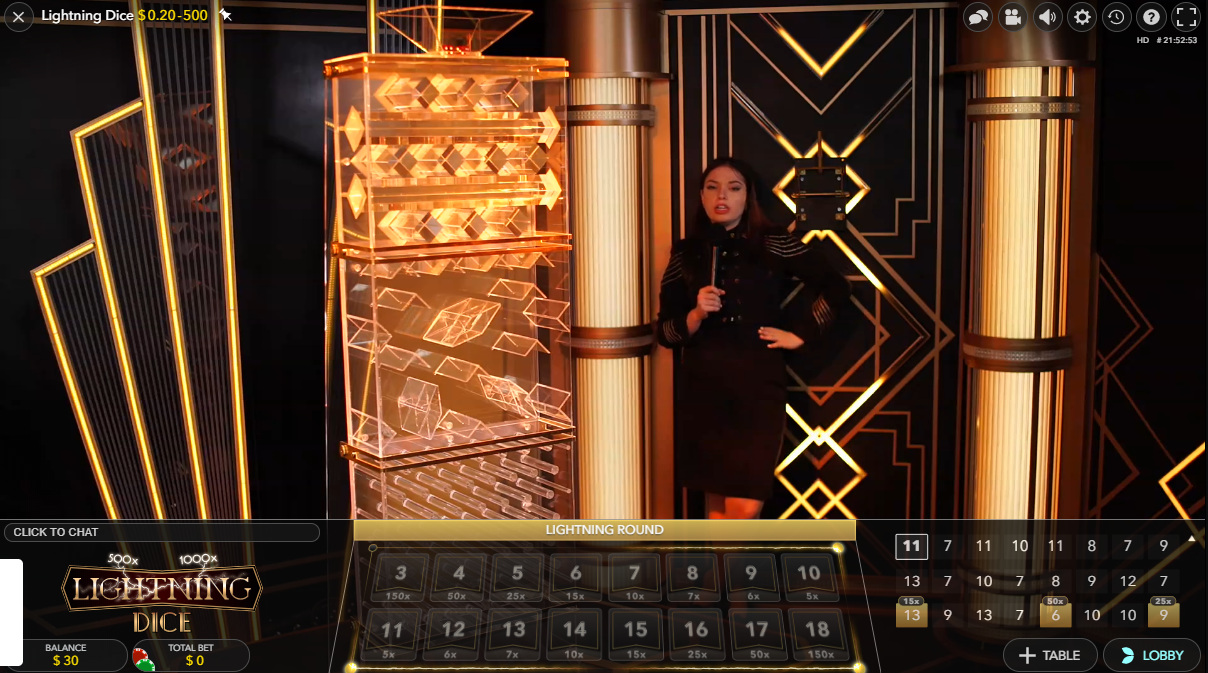 Lightning Dice $0.20-500
HD # 21:52:53
CLICK TO CHAT
500x 1000x
LIGHTNING
DICE
BALANCE
$ 30
TOTAL BET
$ 0
LIGHTNING ROUND
3 4 5 6 7 8 9 10
150x 50x 25x 15x 10x 7x 6x 5x
11 12 13 14 15 16 17 18
5x 6x 7x 10x 15x 25x 50x 150x
11 7 11 10 11 8 7 9
13 7 10 7 8 9 12 7
15x 50x 25x
13 9 13 7 6 10 10 9
TABLE
LOBBY